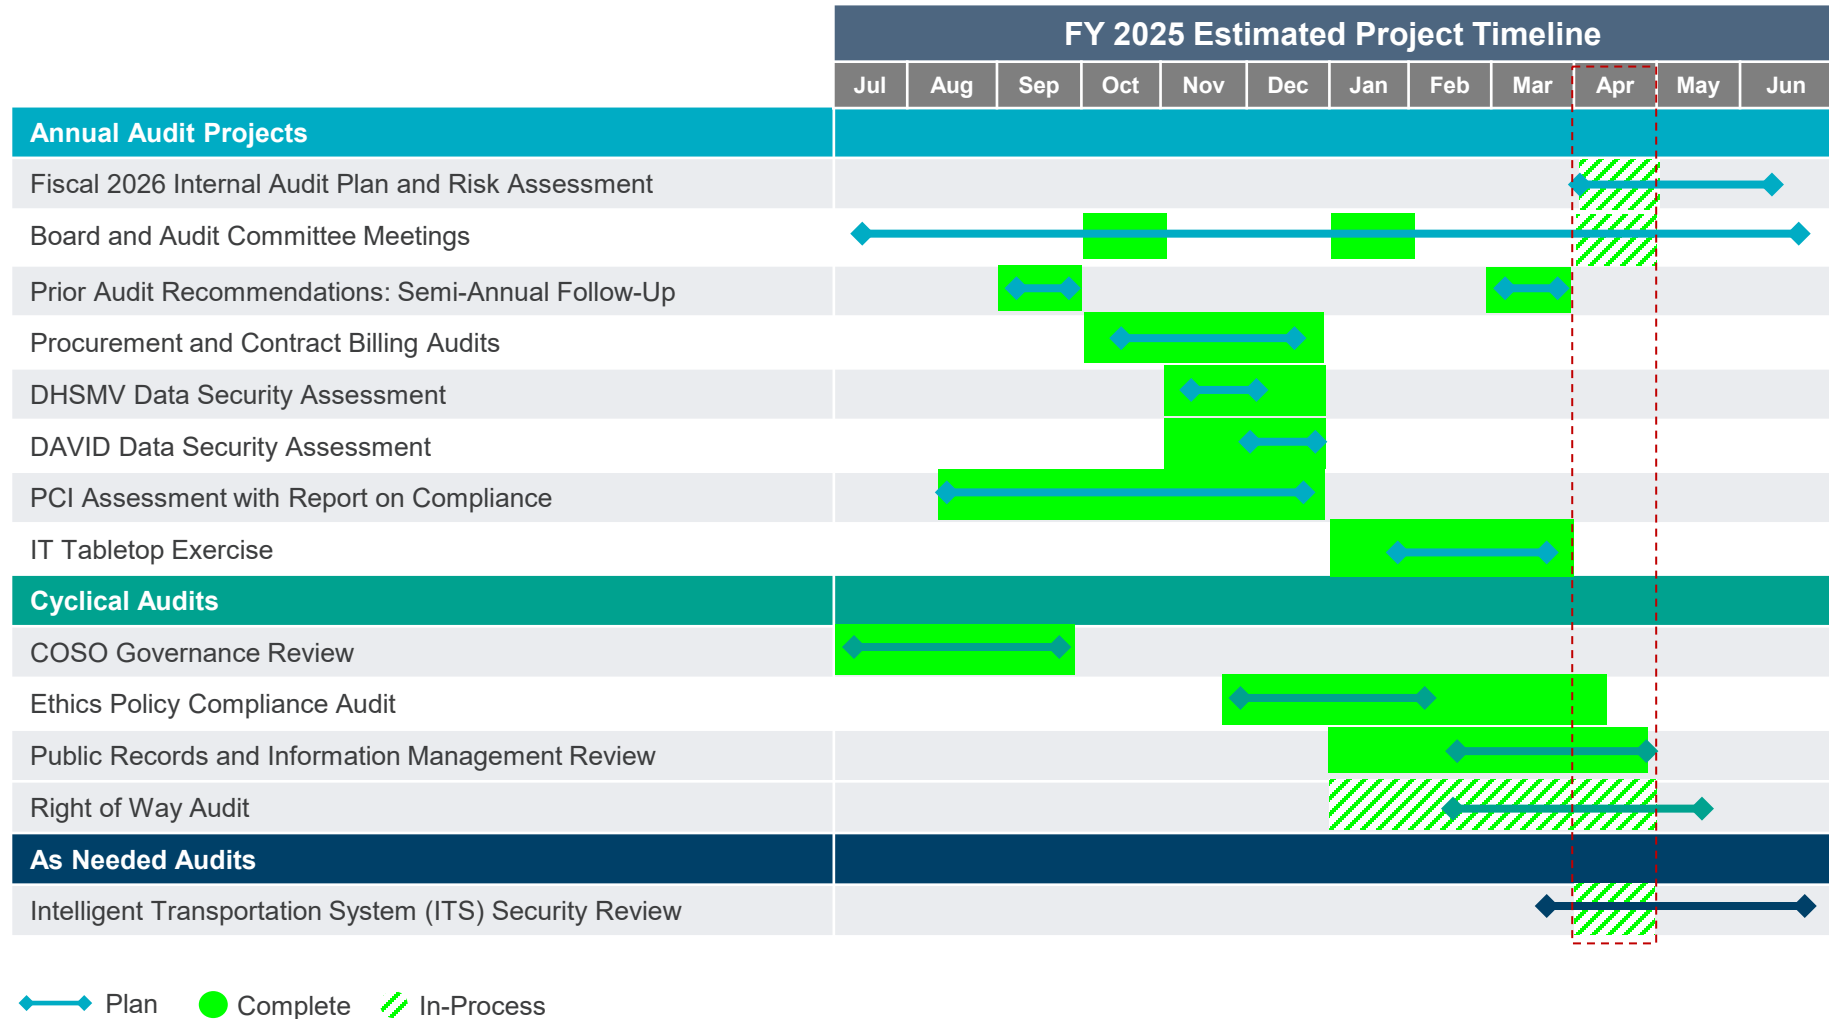 FY 2025 Estimated Project Timeline
Jul Aug Sep Oct Nov Dec Jan Feb Mar Apr May Jun
Annual Audit Projects
Fiscal 2026 Internal Audit Plan and Risk Assessment
Board and Audit Committee Meetings
Prior Audit Recommendations: Semi-Annual Follow-Up
Procurement and Contract Billing Audits
DHSMV Data Security Assessment
DAVID Data Security Assessment
PCI Assessment with Report on Compliance
IT Tabletop Exercise
Cyclical Audits
COSO Governance Review
Ethics Policy Compliance Audit
Public Records and Information Management Review
Right of Way Audit
As Needed Audits
Intelligent Transportation System (ITS) Security Review
Plan Complete In-Process